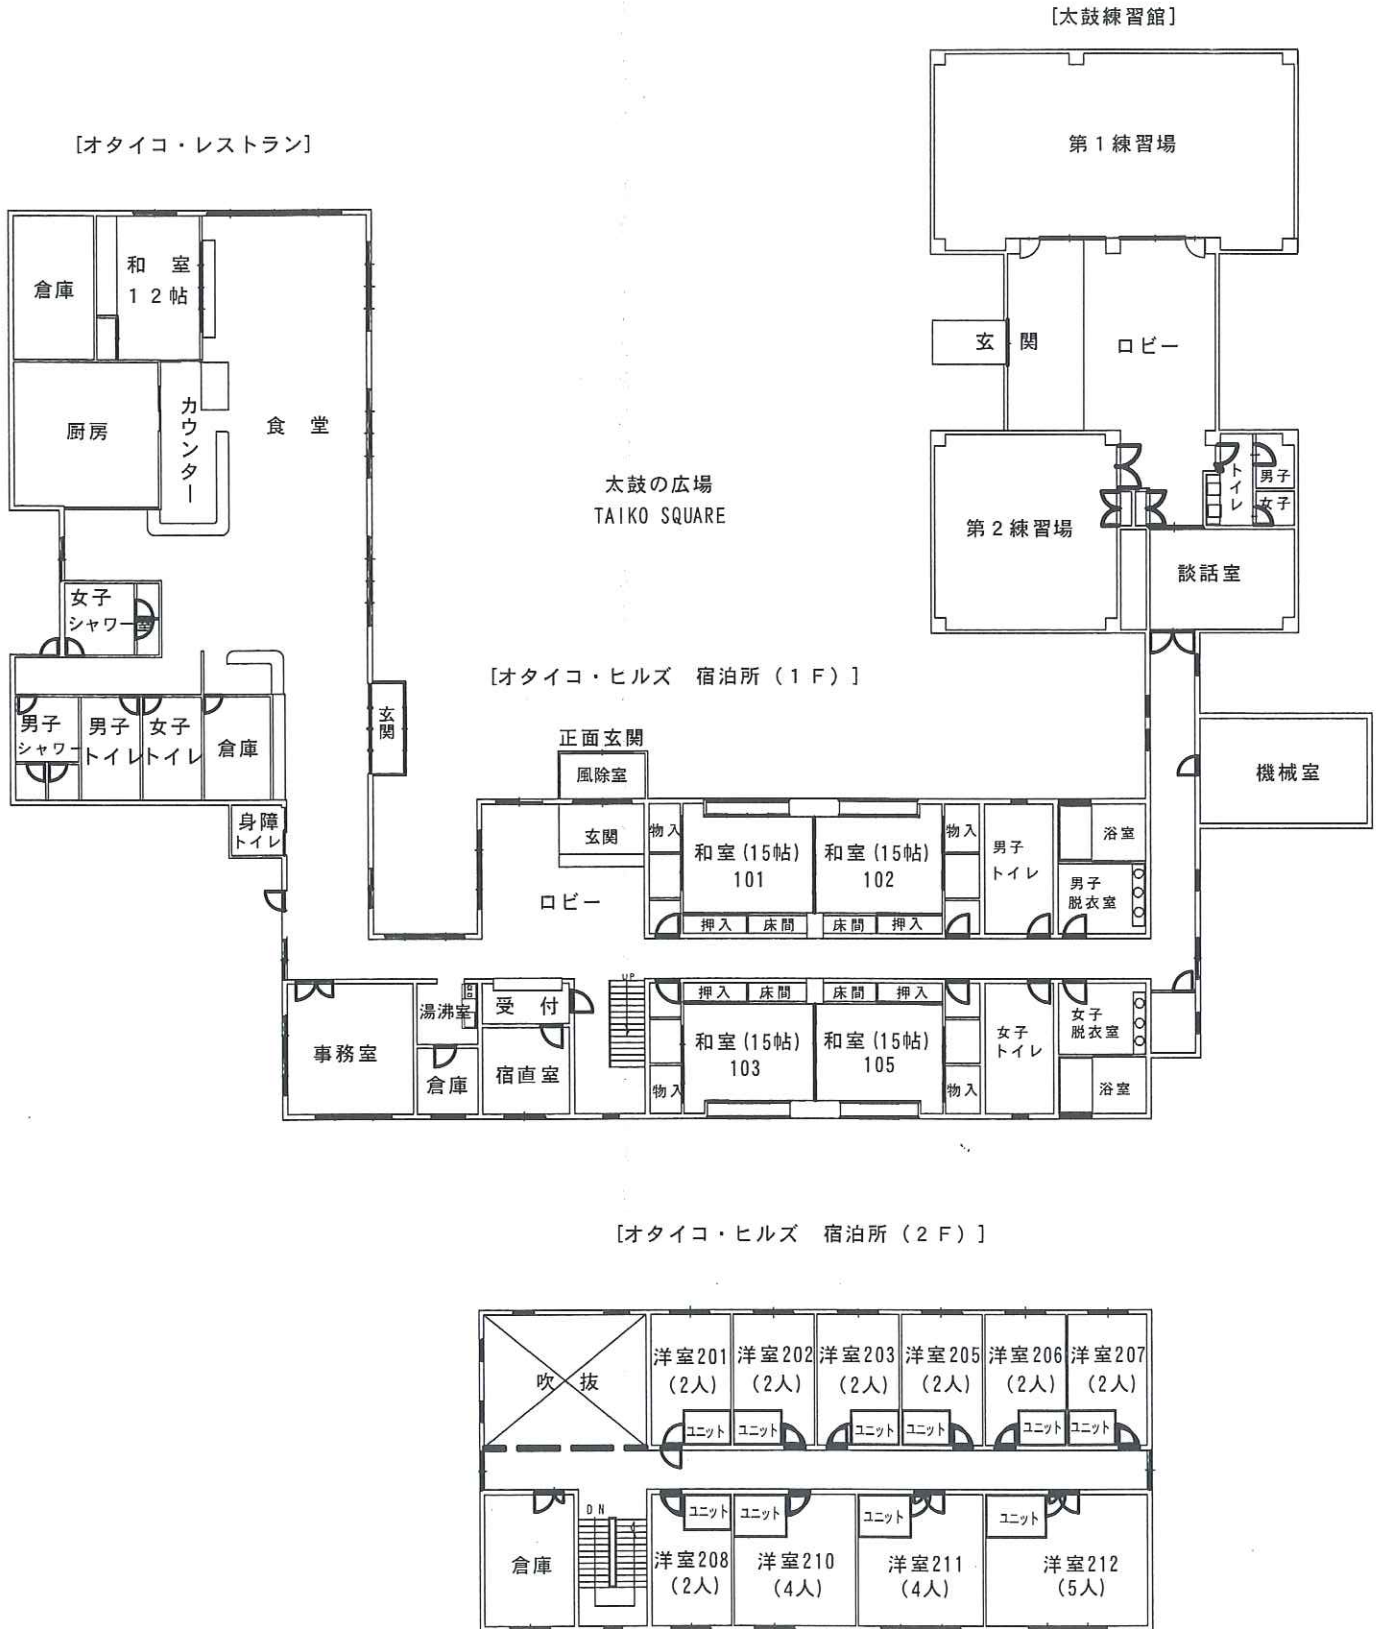 [太鼓練習館]
第1練習場
玄 関
ロビー
トイレ
男子
女子
第2練習場
談話室
機械室
[オタイコ・レストラン]
倉庫
和 室
12帖
厨房
カウンター
食 堂
女子
シャワー室
男子
シャワー
男子
トイレ
女子
トイレ
倉庫
身障
トイレ
玄関
太鼓の広場
TAIKO SQUARE
[オタイコ・ヒルズ 宿泊所(1F)]
正面玄関
風除室
玄関
ロビー
物入
和室(15帖)
101
押入
床間
和室(15帖)
102
床間
押入
物入
男子
トイレ
浴室
男子
脱衣室
事務室
湯沸室
倉庫
受 付
宿直室
UP
押入
床間
和室(15帖)
103
物入
床間
押入
和室(15帖)
105
物入
女子
トイレ
女子
脱衣室
浴室
[オタイコ・ヒルズ 宿泊所(2F)]
吹 抜
洋室201
(2人)
ユニット
洋室202
(2人)
ユニット
洋室203
(2人)
ユニット
洋室205
(2人)
ユニット
洋室206
(2人)
ユニット
洋室207
(2人)
ユニット
倉庫
DN
ユニット
洋室208
(2人)
ユニット
洋室210
(4人)
ユニット
洋室211
(4人)
ユニット
洋室212
(5人)